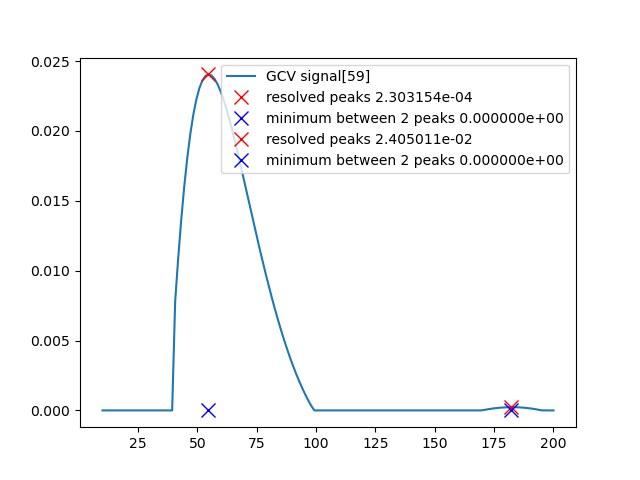 0.025
0.020
0.015
0.010
0.005
0.000
GCV signal[59]
resolved peaks 2.303154e-04
minimum between 2 peaks 0.000000e+00
resolved peaks 2.405011e-02
minimum between 2 peaks 0.000000e+00
25 50 75 100 125 150 175 200